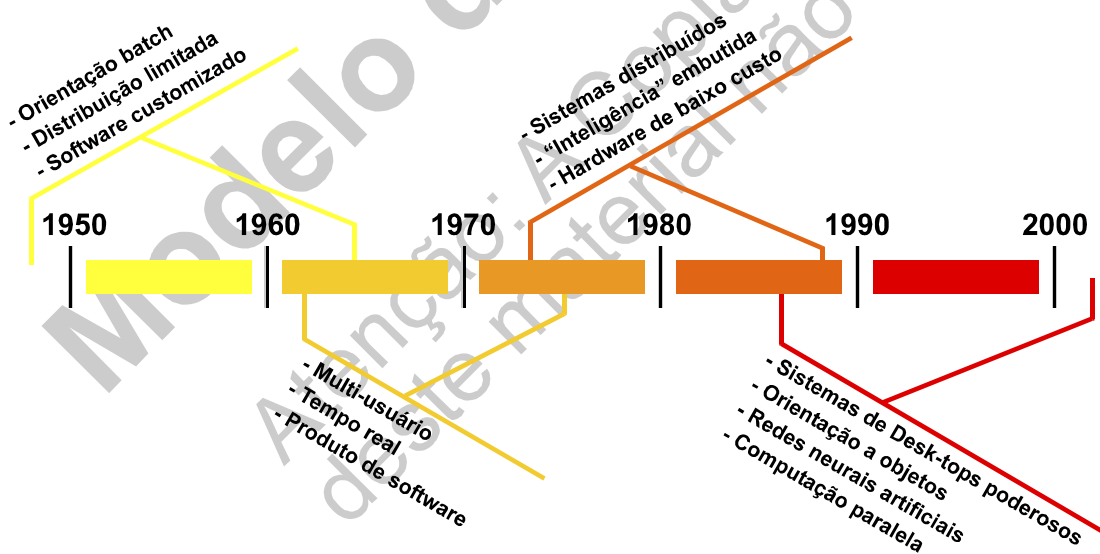 - Orientação batch
- Distribuição limitada
- Software customizado
- Sistemas distribuídos
- “Inteligência” embutida
- Hardware de baixo custo
1950
1960
1970
1980
1990
2000
- Multi-usuário
- Tempo real
- Produto de software
- Sistemas de Desk-tops poderosos
- Orientação a objetos
- Redes neurais artificiais
- Computação paralela
Modelo
Atenção: A
deste material não